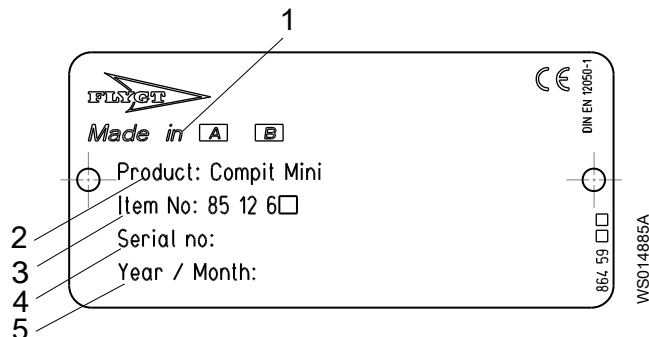 1
FLYGT
CE
DIN EN 12050-1
Made in A B
Product: Compit Mini
Item No: 85 12 6□
Serial no:
Year / Month:
2
3
4
5
864 59 □□
WS014885A